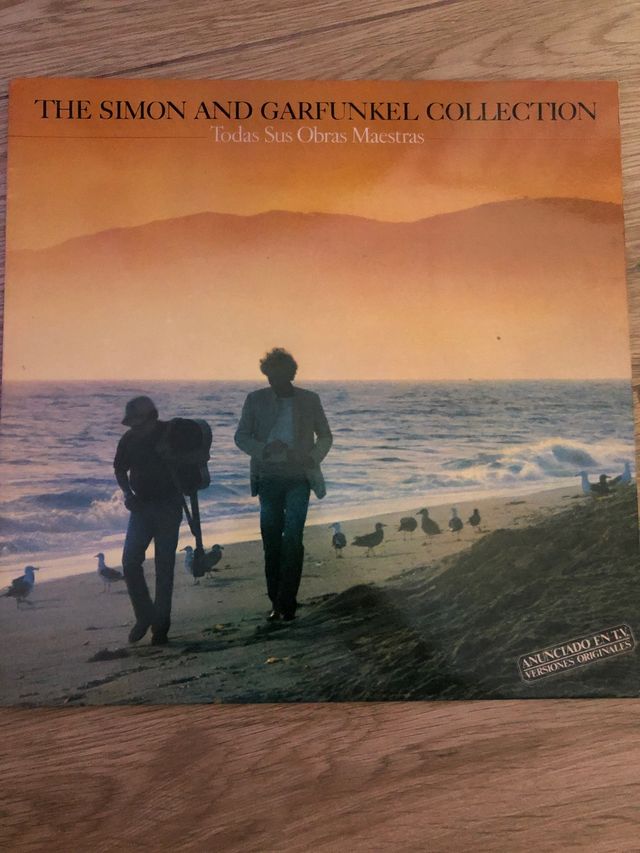 THE SIMON AND GARFUNKEL COLLECTION
Todas Sus Obras Maestras
ANUNCIADO EN T.V.
VERSIONES ORIGINALES